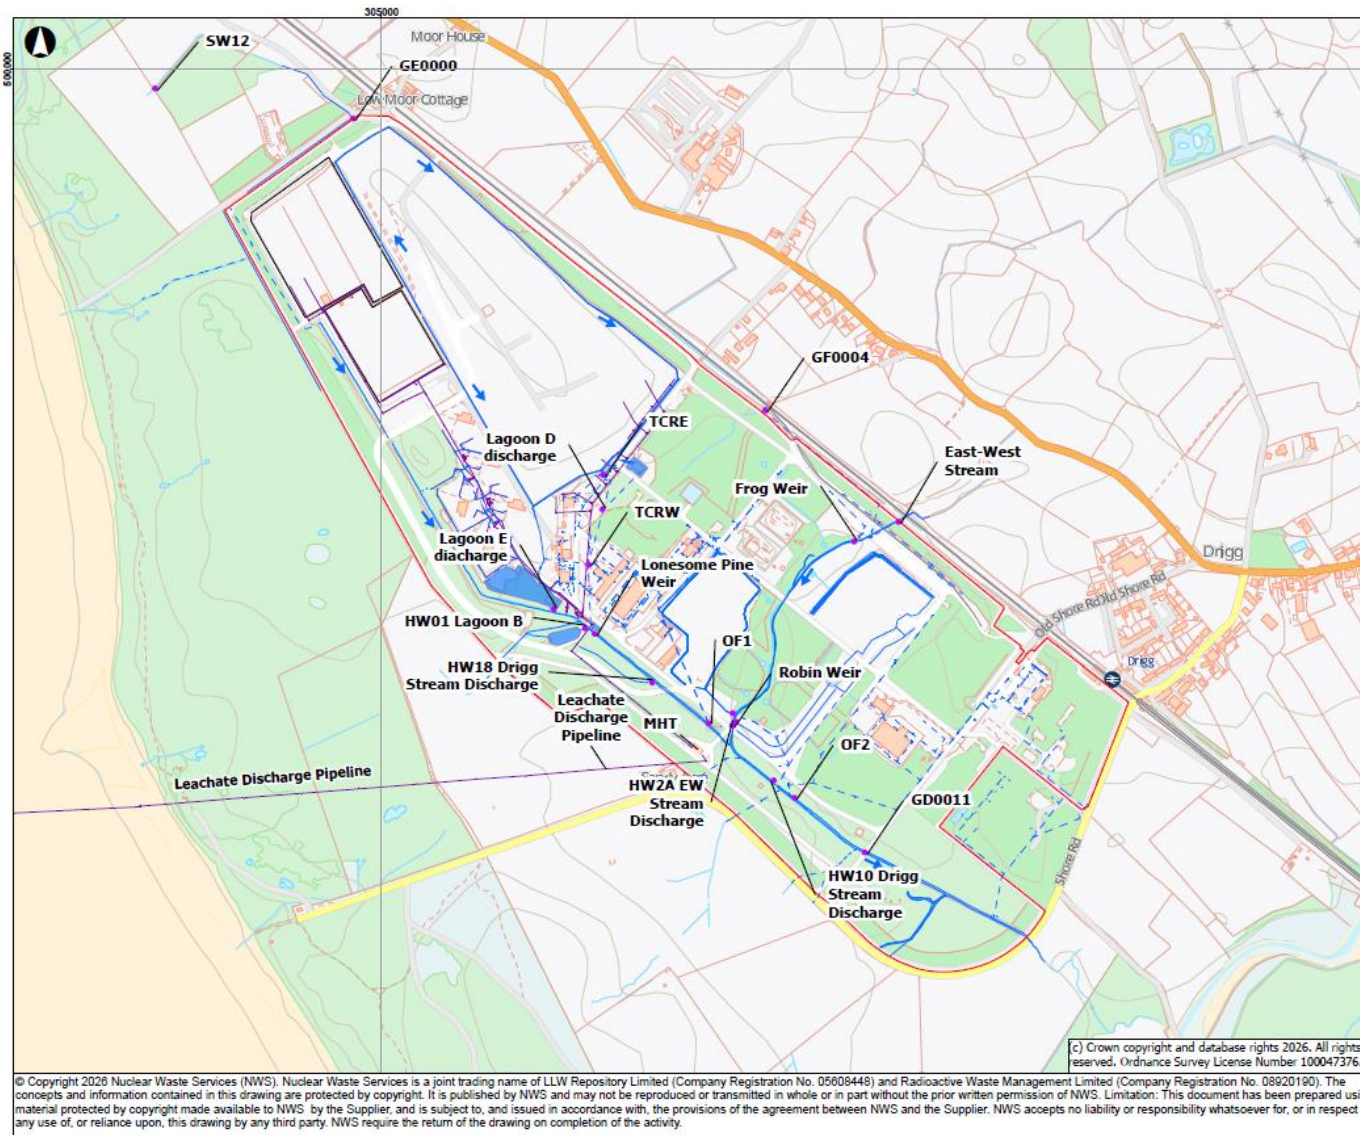 305000
Moor House
SW12
GE0000
500,000
Low Moor Cottage
GF0004
TCRE
Lagoon D
discharge
East-West
Stream
Frog Weir
TCRW
Lagoon E
diacharge
Lonesome Pine
Weir
Drigg
Old Shore Rd
Old Shore Rd
HW01 Lagoon B
OF1
Drigg
HW18 Drigg
Stream Discharge
Robin Weir
Leachate
Discharge
Pipeline
MHT
OF2
Leachate Discharge Pipeline
HW2A EW
Stream
Discharge
GD0011
Shore Rd
HW10 Drigg
Stream
Discharge
(c) Crown copyright and database rights 2026. All rights
reserved. Ordnance Survey License Number 100047376.
© Copyright 2026 Nuclear Waste Services (NWS). Nuclear Waste Services is a joint trading name of LLW Repository Limited (Company Registration No. 05608448) and Radioactive Waste Management Limited (Company Registration No. 08920190). The
concepts and information contained in this drawing are protected by copyright. It is published by NWS and may not be reproduced or transmitted in whole or in part without the prior written permission of NWS. Limitation: This document has been prepared usi
material protected by copyright made available to NWS by the Supplier, and is subject to, and issued in accordance with, the provisions of the agreement between NWS and the Supplier. NWS accepts no liability or responsibility whatsoever for, or in respect
any use of, or reliance upon, this drawing by any third party. NWS require the return of the drawing on completion of the activity.